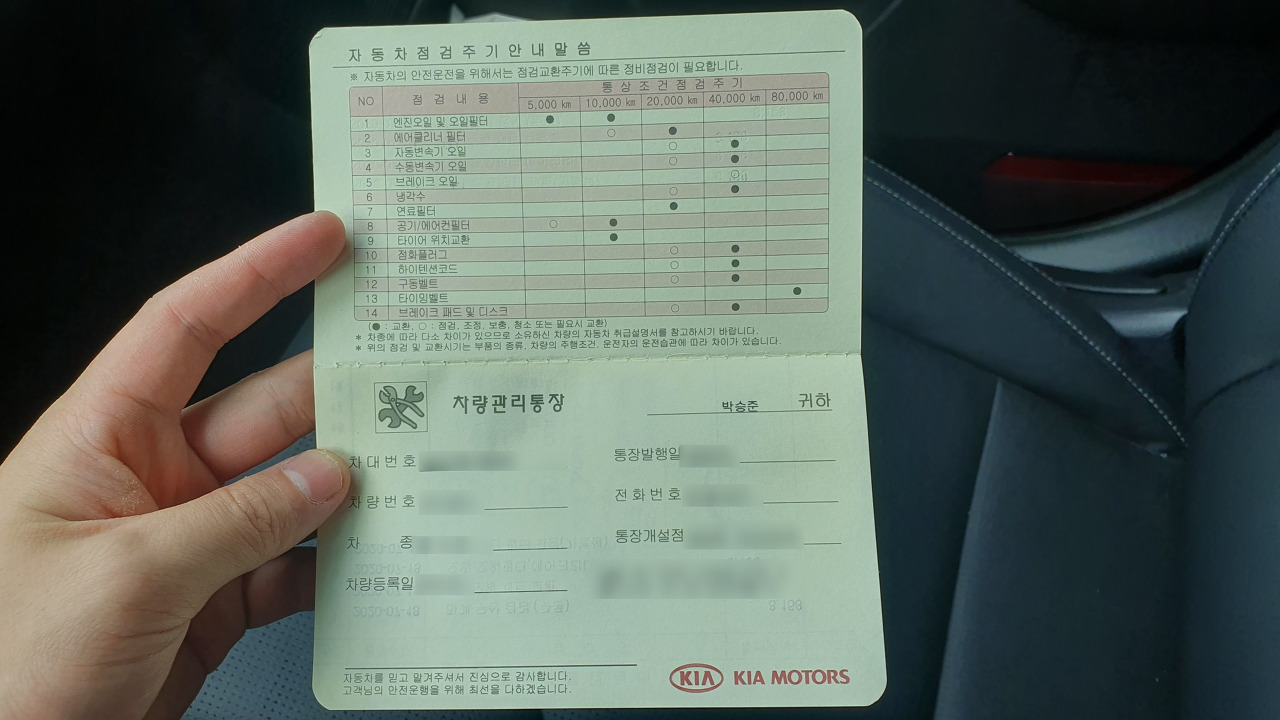 자동차점검주기안내말씀
※ 자동차의 안전운전을 위해서는 점검교환주기에 따른 정비점검이 필요합니다.
NO 점 검 내 용 통상조건점검주기
5,000 km 10,000 km 20,000 km 40,000 km 80,000 km
1 엔진오일 및 오일필터 ● ●
2 에어클리너 필터 ○ ●
3 자동변속기 오일 ○ ●
4 수동변속기 오일 ○ ●
5 브레이크 오일 ○
6 냉각수 ○ ●
7 연료필터 ●
8 공기/에어컨필터 ○ ●
9 타이어 위치교환 ●
10 점화플러그 ○ ●
11 하이텐션코드 ○ ●
12 구동벨트 ○ ●
13 타이밍벨트 ●
14 브레이크 패드 및 디스크 ○ ●
(● : 교환, ○ : 점검, 조정, 보충, 청소 또는 필요시 교환)
* 차종에 따라 다소 차이가 있으므로 소유하신 차량의 자동차 취급설명서를 참고하시기 바랍니다.
* 위의 점검 및 교환시기는 부품의 종류, 차량의 주행조건, 운전자의 운전습관에 따라 차이가 있습니다.
차량관리통장 박승준 귀하
차대번호 통장발행일
차량번호 전화번호
차 종 통장개설점
차량등록일
자동차를 믿고 맡겨주셔서 진심으로 감사합니다.
고객님의 안전운행을 위해 최선을 다하겠습니다.
KIA KIA MOTORS